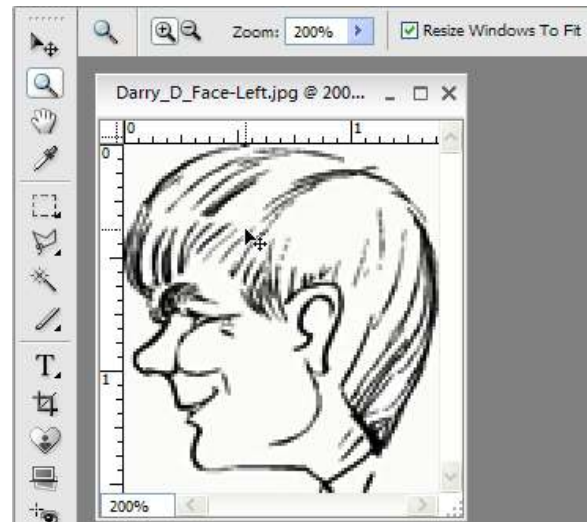 Zoom: 200% Resize Windows To Fit
Darry_D_Face-Left.jpg @ 200...
0 1
0
1
T
200%